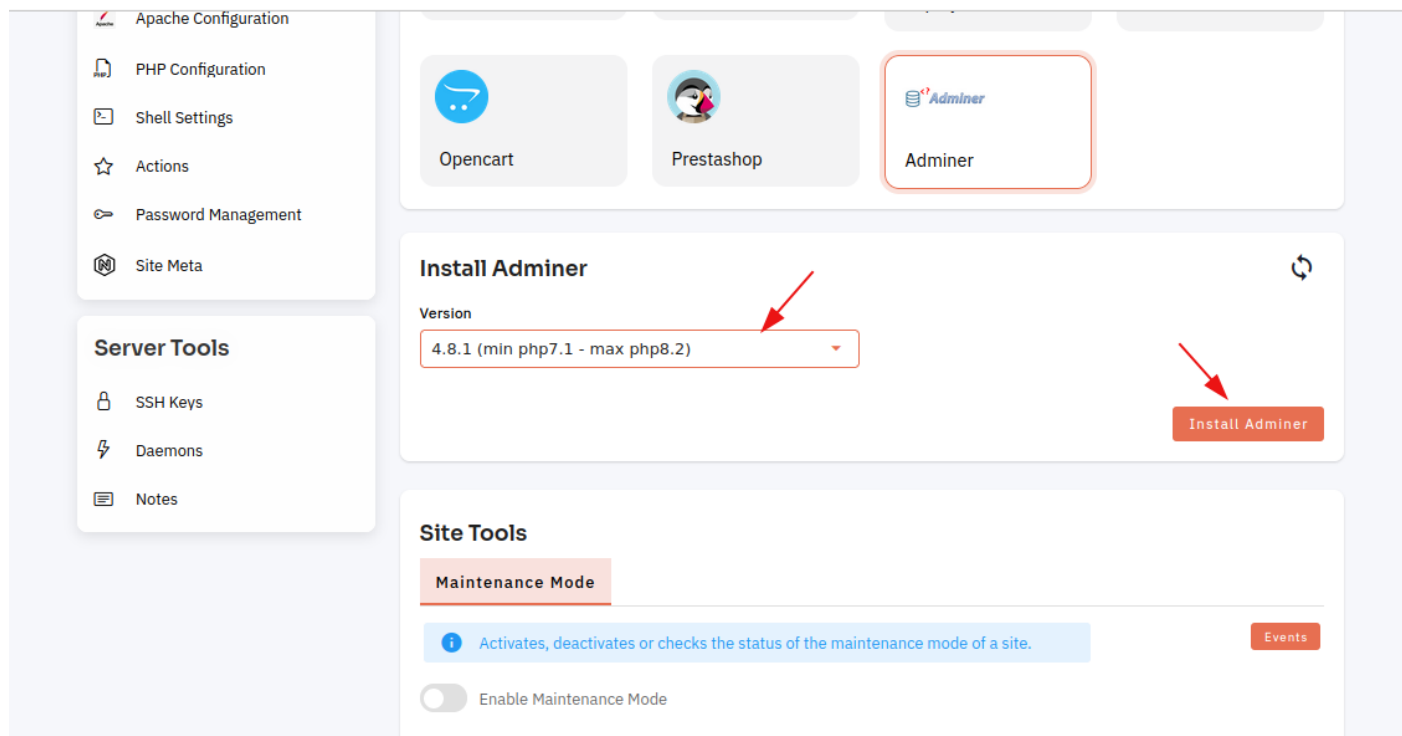 Apache Configuration
PHP Configuration
Shell Settings
Actions
Password Management
Site Meta
Server Tools
SSH Keys
Daemons
Notes
Opencart
Prestashop
Adminer
Adminer
Install Adminer
Version
4.8.1 (min php7.1 - max php8.2)
Install Adminer
Site Tools
Maintenance Mode
Activates, deactivates or checks the status of the maintenance mode of a site.
Events
Enable Maintenance Mode